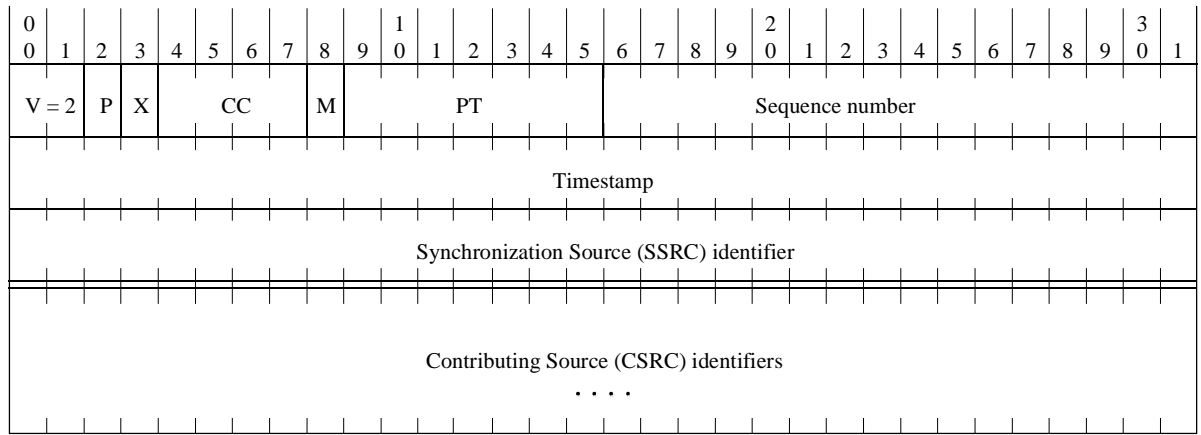 0 1 2 3
0 1 2 3 4 5 6 7 8 9 0 1 2 3 4 5 6 7 8 9 0 1 2 3 4 5 6 7 8 9 0 1
V = 2 P X CC M PT Sequence number
Timestamp
Synchronization Source (SSRC) identifier
Contributing Source (CSRC) identifiers
. . . .